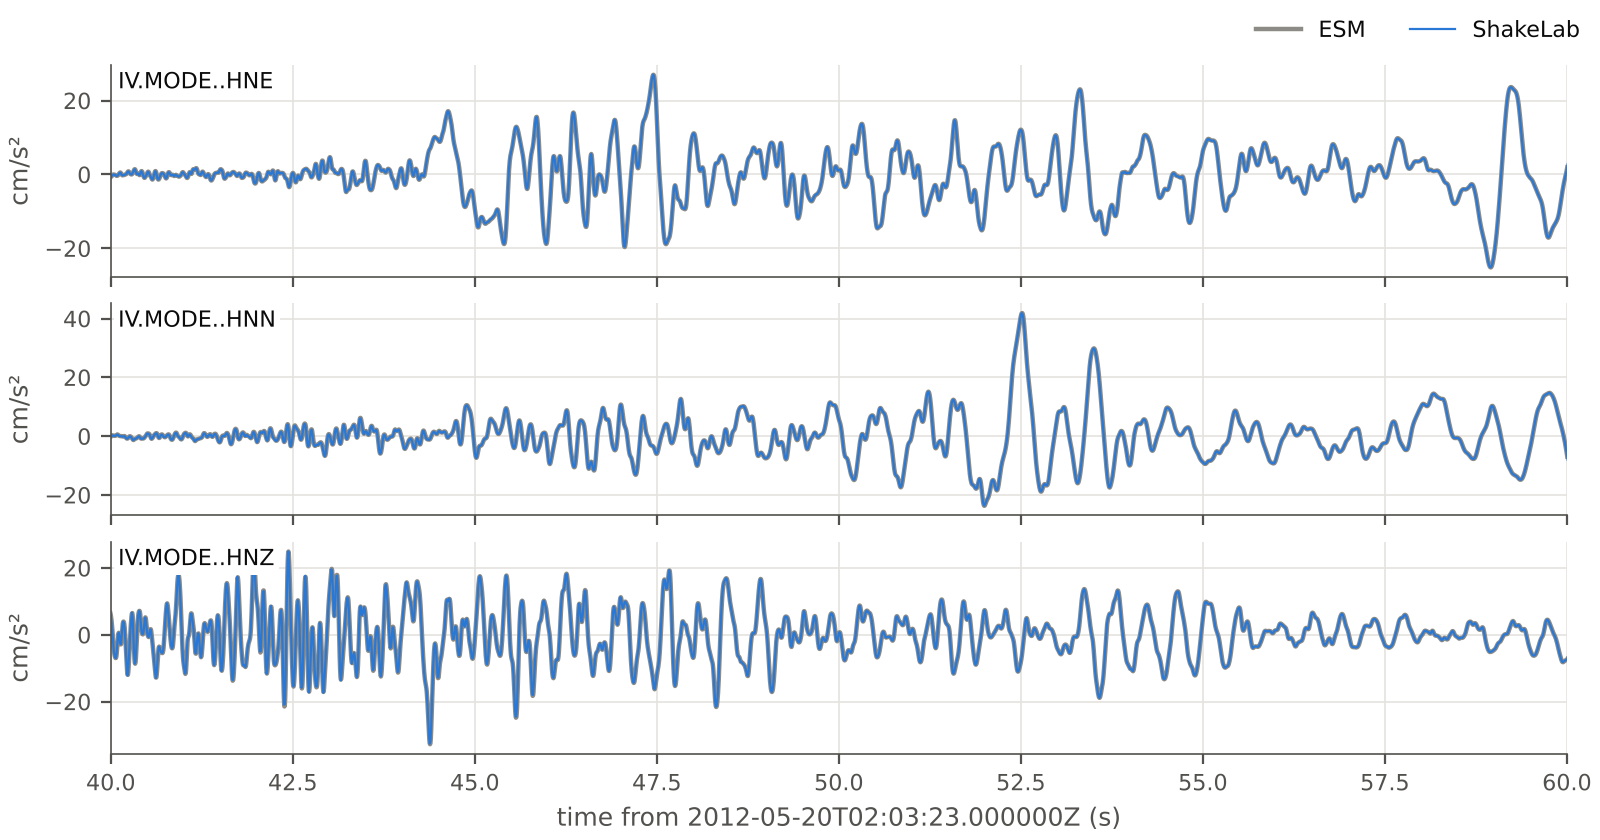 ESM ShakeLab
IV.MODE..HNE
20
0
−20
cm/s²
IV.MODE..HNN
40
20
0
−20
cm/s²
IV.MODE..HNZ
20
0
−20
cm/s²
40.0 42.5 45.0 47.5 50.0 52.5 55.0 57.5 60.0
time from 2012-05-20T02:03:23.000000Z (s)